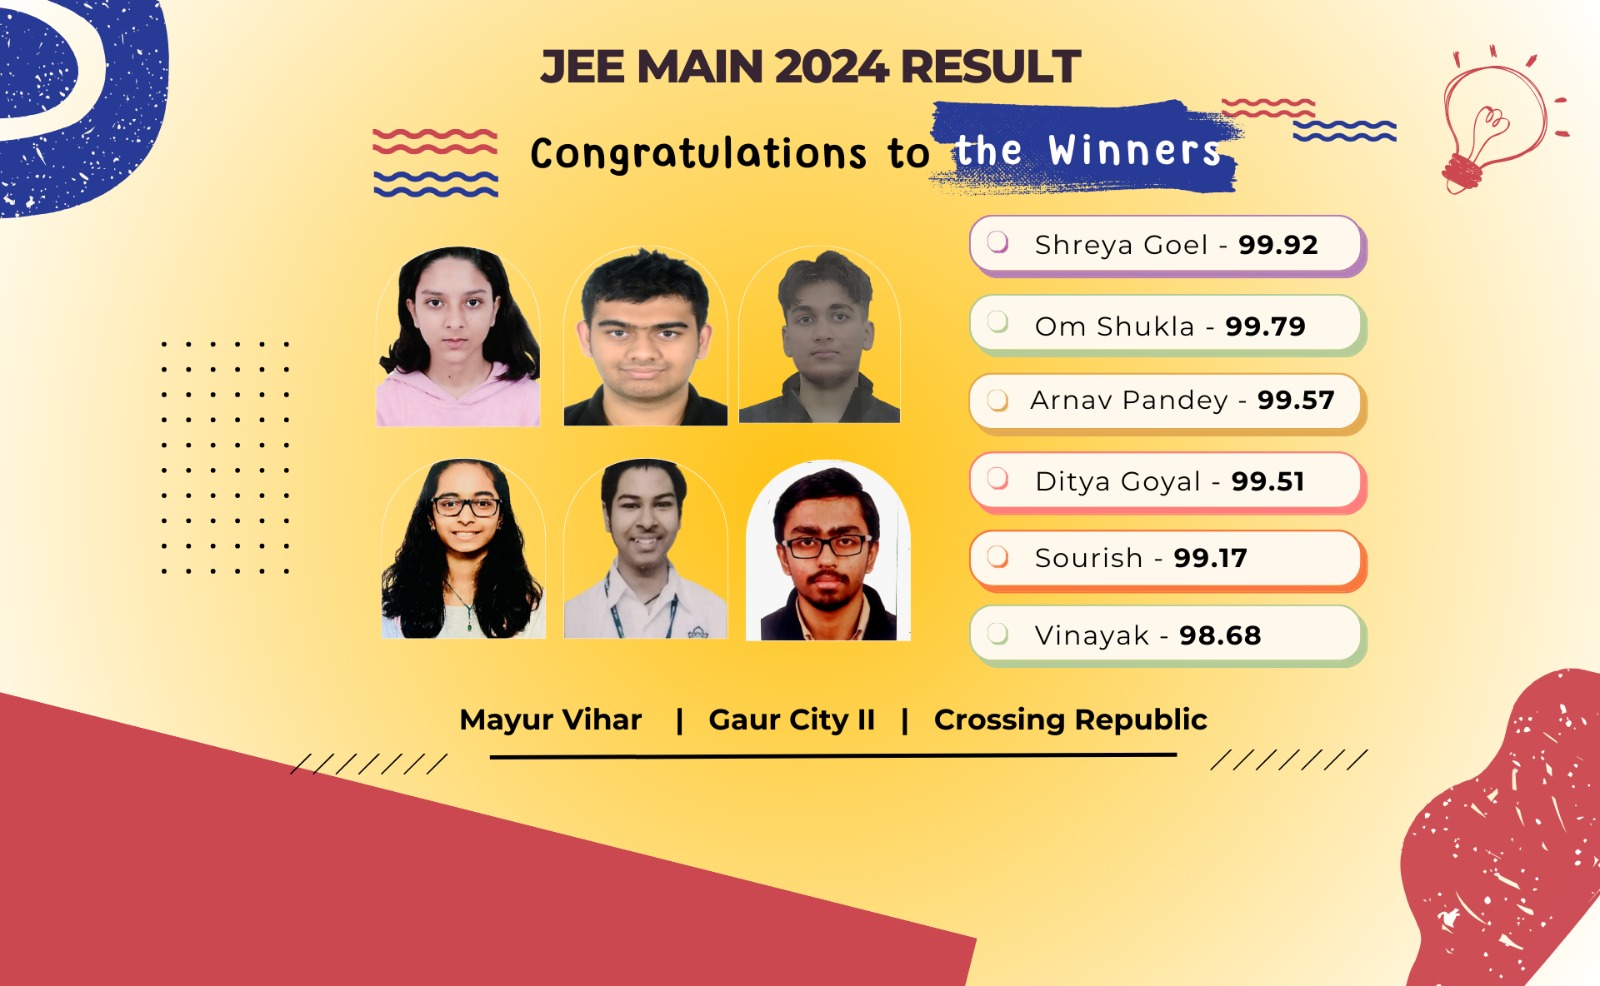 JEE MAIN 2024 RESULT
Congratulations to the Winners
Shreya Goel - 99.92
Om Shukla - 99.79
Arnav Pandey - 99.57
Ditya Goyal - 99.51
Sourish - 99.17
Vinayak - 98.68
Mayur Vihar | Gaur City II | Crossing Republic